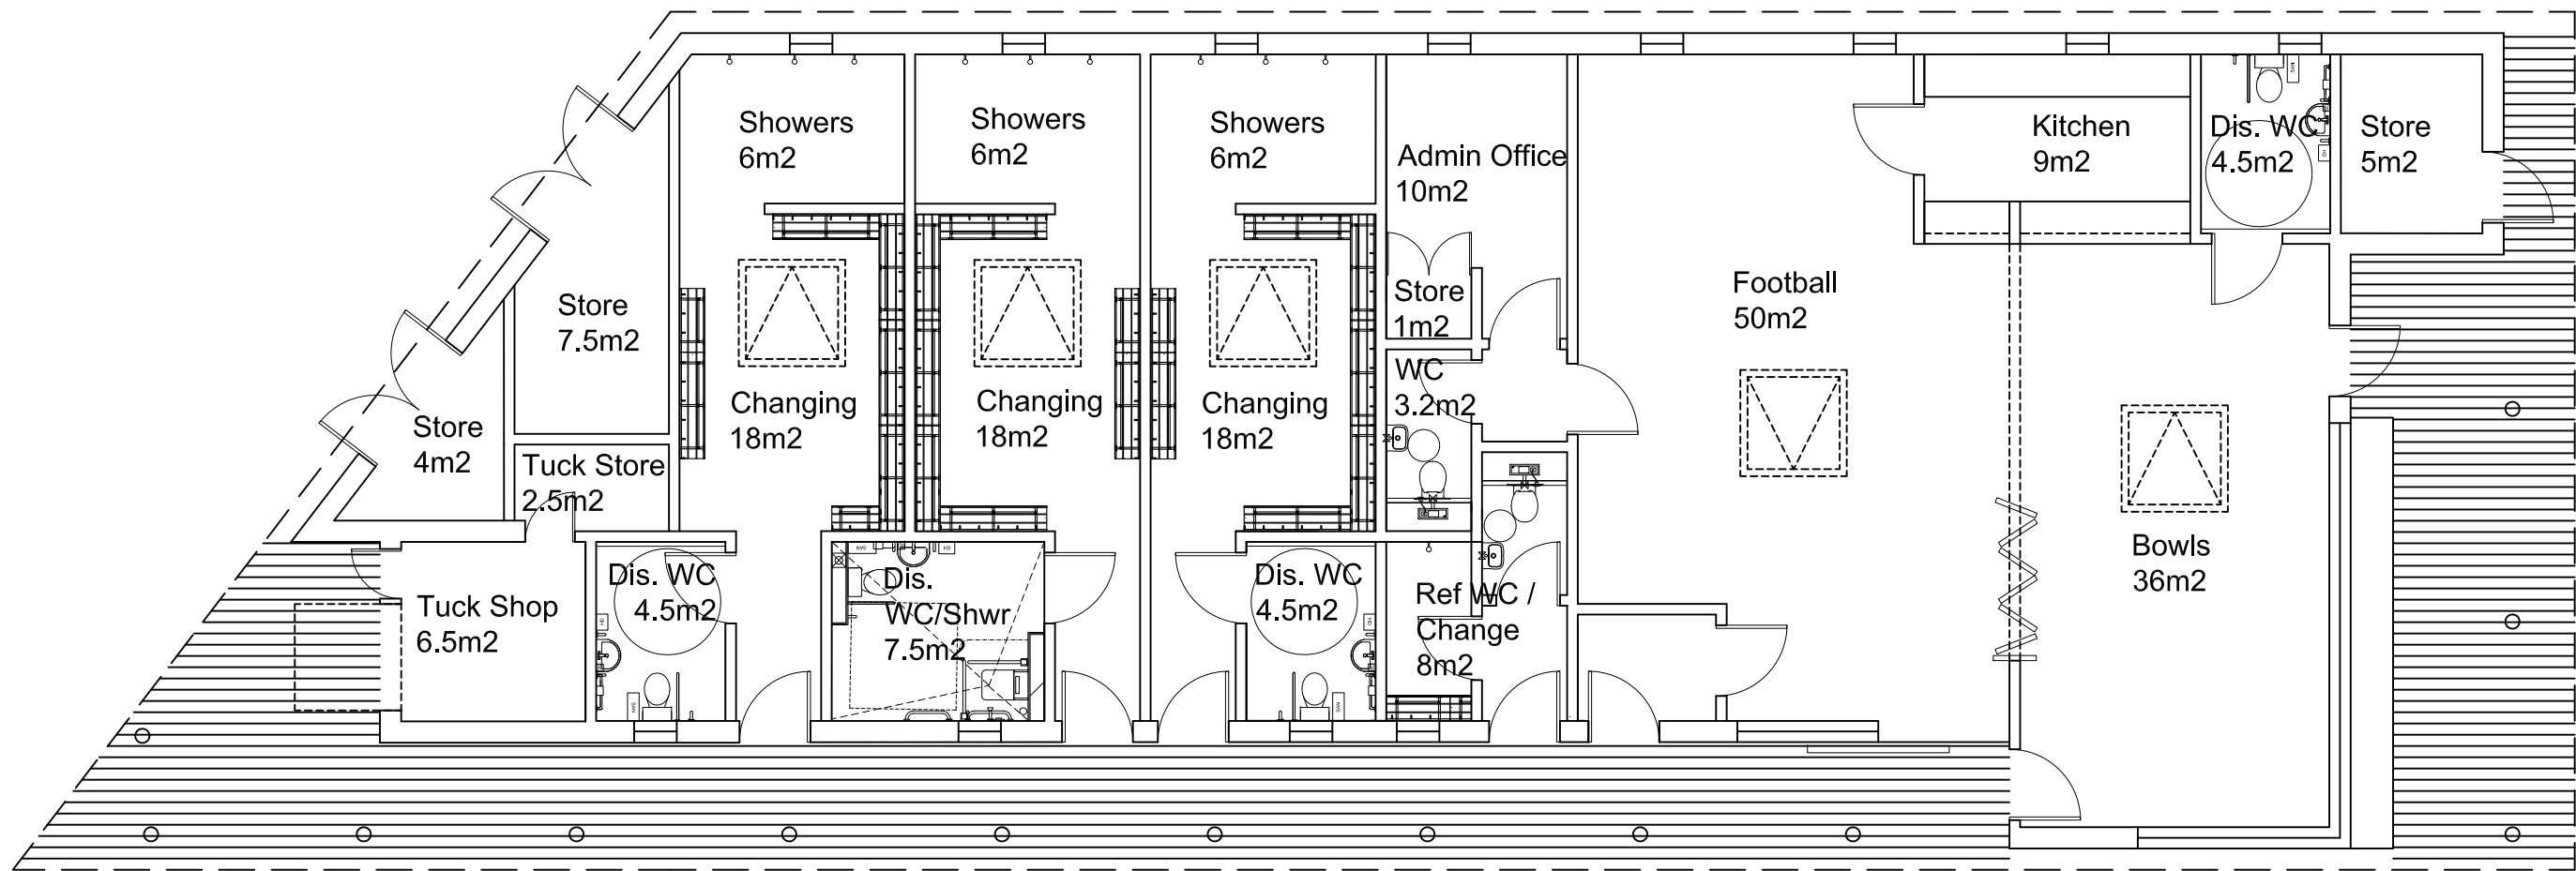 Showers
6m2
Showers
6m2
Showers
6m2
Admin Office
10m2
Kitchen
9m2
Dis. WC
4.5m2
Store
5m2
Store
7.5m2
Store
1m2
Football
50m2
Changing
18m2
Changing
18m2
Changing
18m2
WC
3.2m2
Store
4m2
Tuck Store
2.5m2
Bowls
36m2
Tuck Shop
6.5m2
Dis. WC
4.5m2
Dis.
WC/Shwr
7.5m2
Dis. WC
4.5m2
Ref WC /
Change
8m2